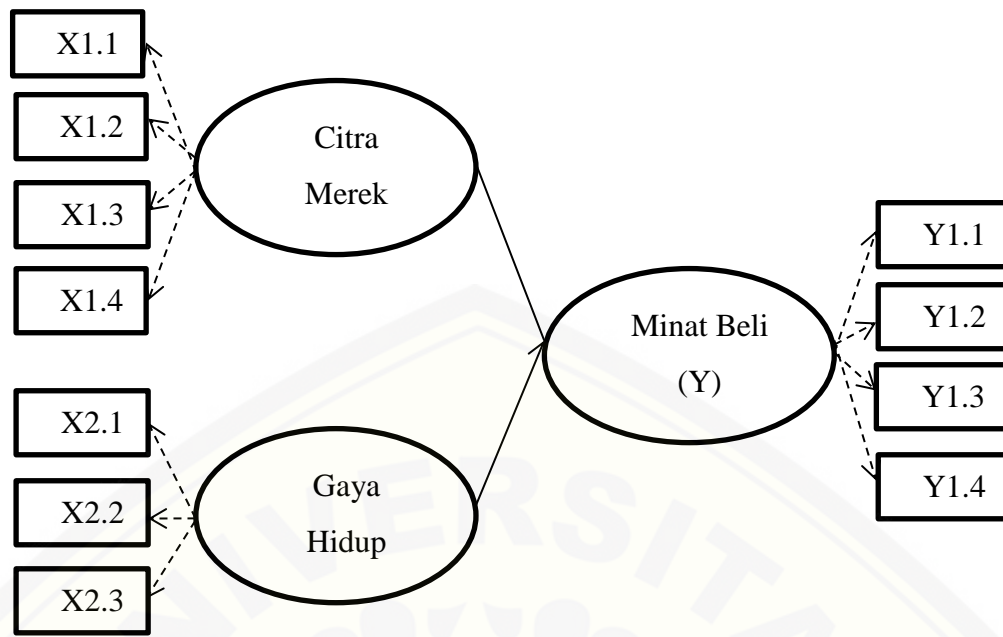 X1.1
X1.2
X1.3
X1.4
Citra
Merek
X2.1
X2.2
X2.3
Gaya
Hidup
Minat Beli
(Y)
Y1.1
Y1.2
Y1.3
Y1.4
UNIVERSITA